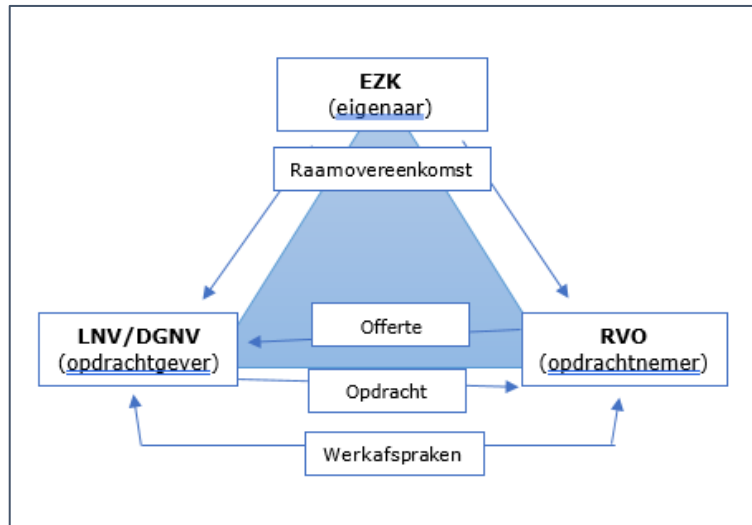 EZK
(eigenaar)
Raamovereenkomst
LNV/DGNV
(opdrachtgever)
Offerte
RVO
(opdrachtnemer)
Opdracht
Werkafspraken